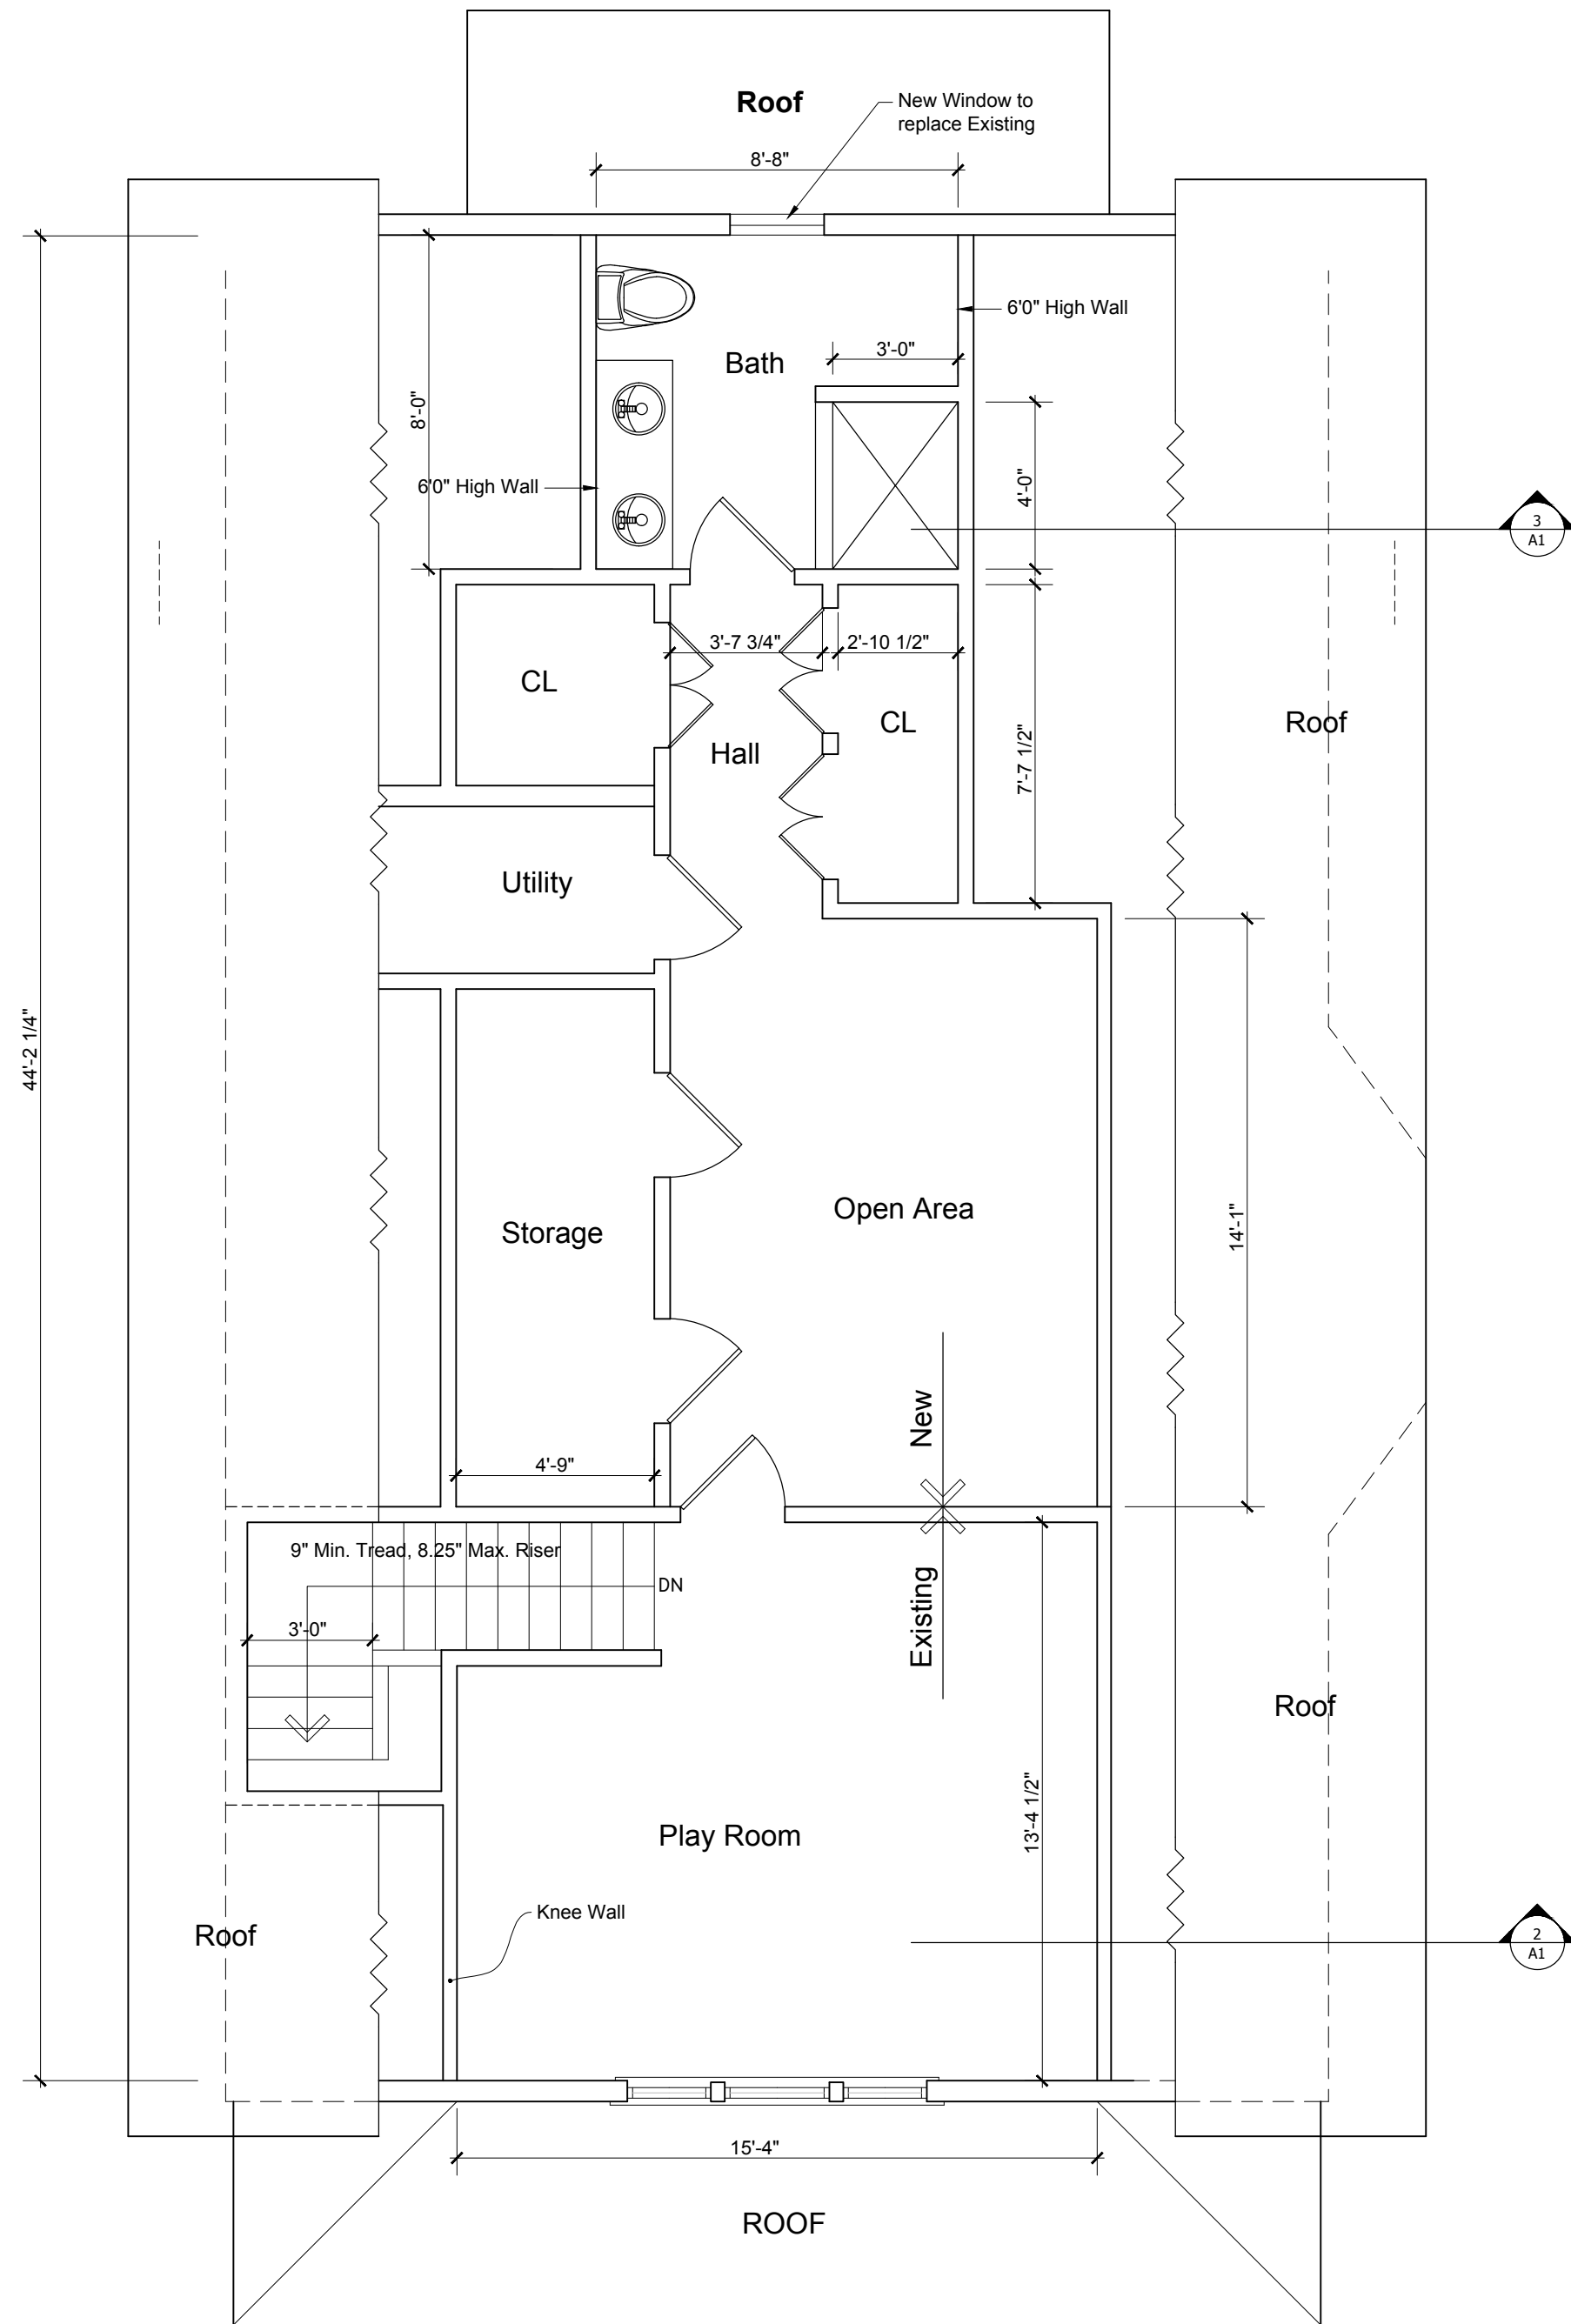 Roof
New Window to
replace Existing
8'-8"
6'0" High Wall
3'-0"
Bath
8'-0"
6'0" High Wall
4'-0"
3
A1
3'-7 3/4"
2'-10 1/2"
CL
CL
Hall
7'-7 1/2"
Roof
Utility
44'-2 1/4"
Open Area
Storage
14'-1"
New
4'-9"
9" Min. Tread, 8.25" Max. Riser
DN
Existing
3'-0"
Roof
Play Room
13'-4 1/2"
Knee Wall
Roof
2
A1
15'-4"
ROOF